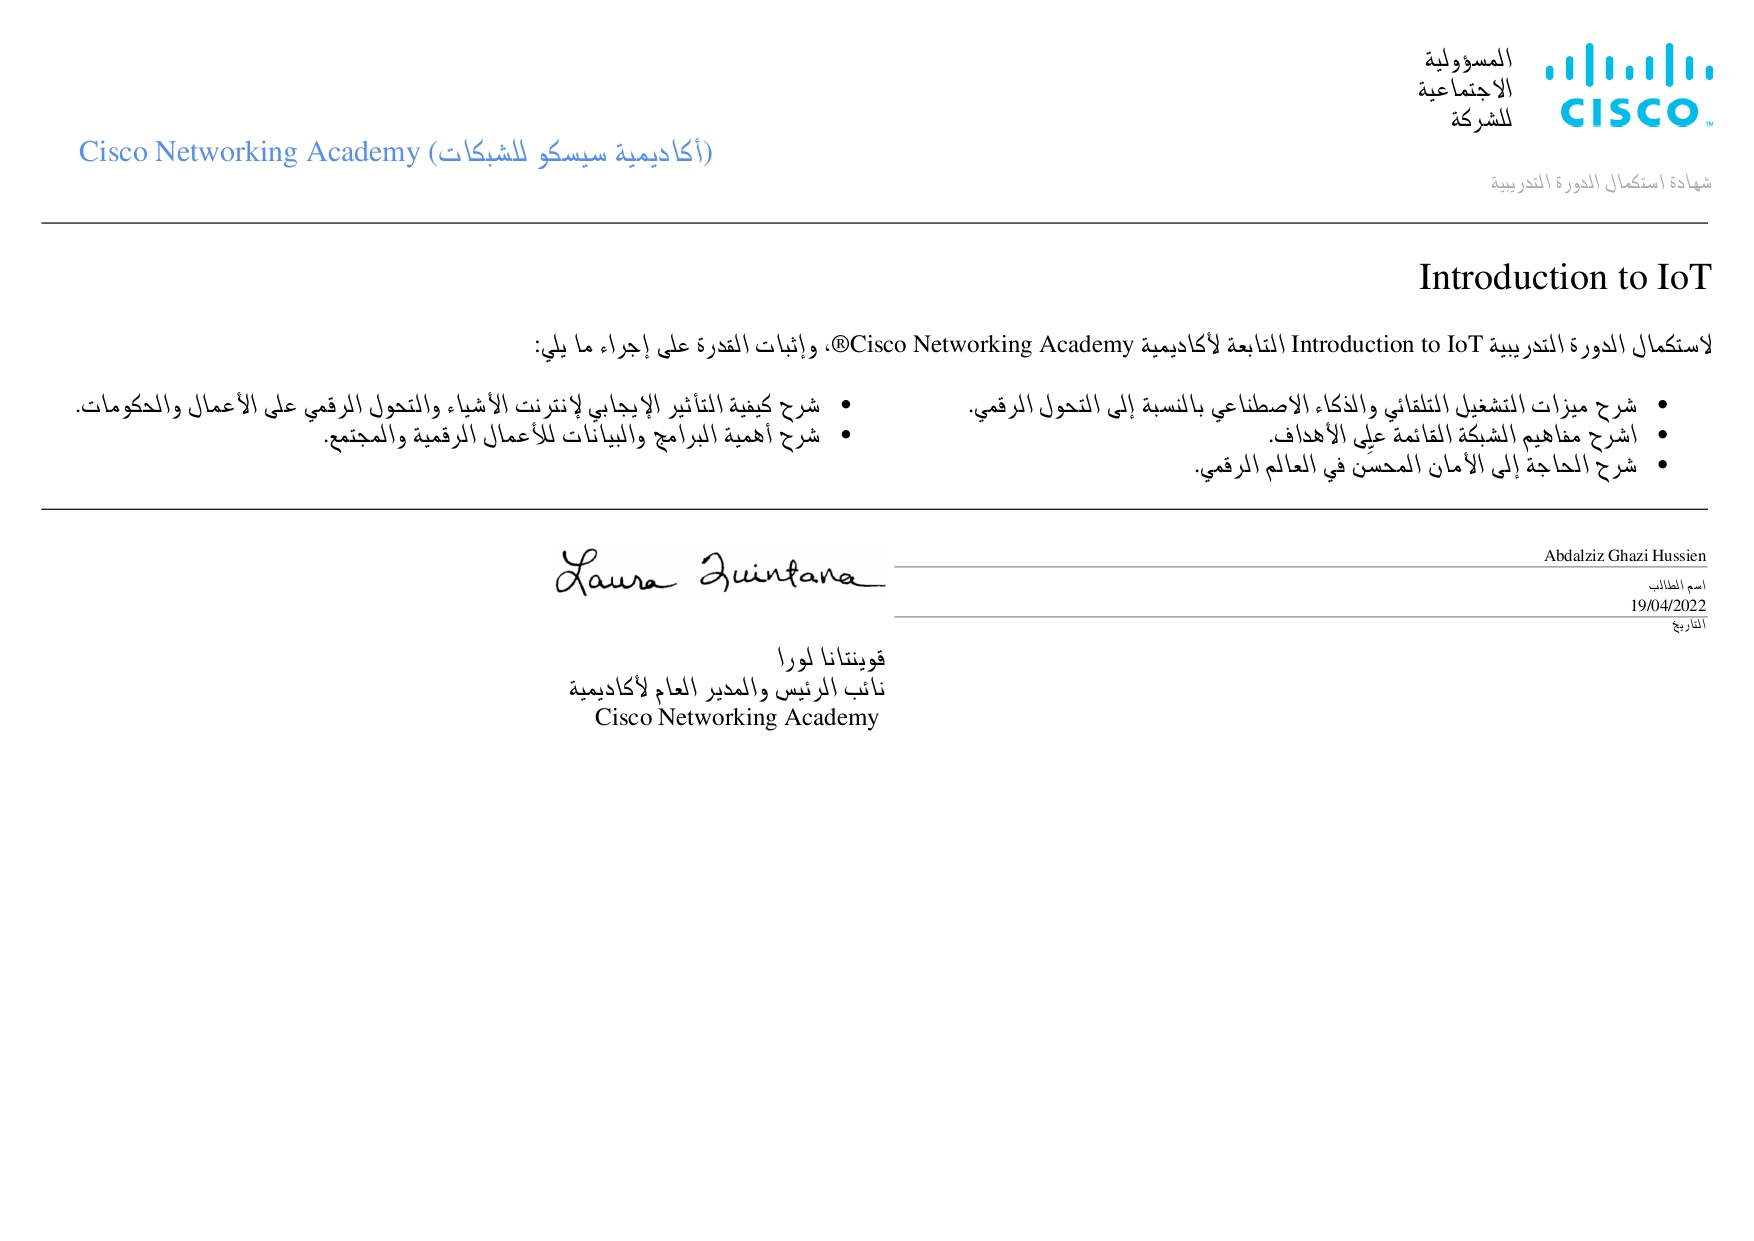 المسؤولية
الاجتماعية
للشركة
CISCO™
Cisco Networking Academy (أكاديمية سيسكو للشبكات)
شهادة استكمال الدورة التدريبية
Introduction to IoT
لاستكمال الدورة التدريبية Introduction to IoT التابعة لأكاديمية Cisco Networking Academy®، وإثبات القدرة على إجراء ما يلي:
• شرح ميزات التشغيل التلقائي والذكاء الاصطناعي بالنسبة إلى التحول الرقمي.
• اشرح مفاهيم الشبكة القائمة على الأهداف.
• شرح الحاجة إلى الأمان المحسَّن في العالم الرقمي.
• شرح كيفية التأثير الإيجابي لإنترنت الأشياء والتحول الرقمي على الأعمال والحكومات.
• شرح أهمية البرامج والبيانات للأعمال الرقمية والمجتمع.
Abdalziz Ghazi Hussien
اسم الطالب
19/04/2022
التاريخ
Laura Quintana
قوينتانا لورا
نائب الرئيس والمدير العام لأكاديمية
Cisco Networking Academy